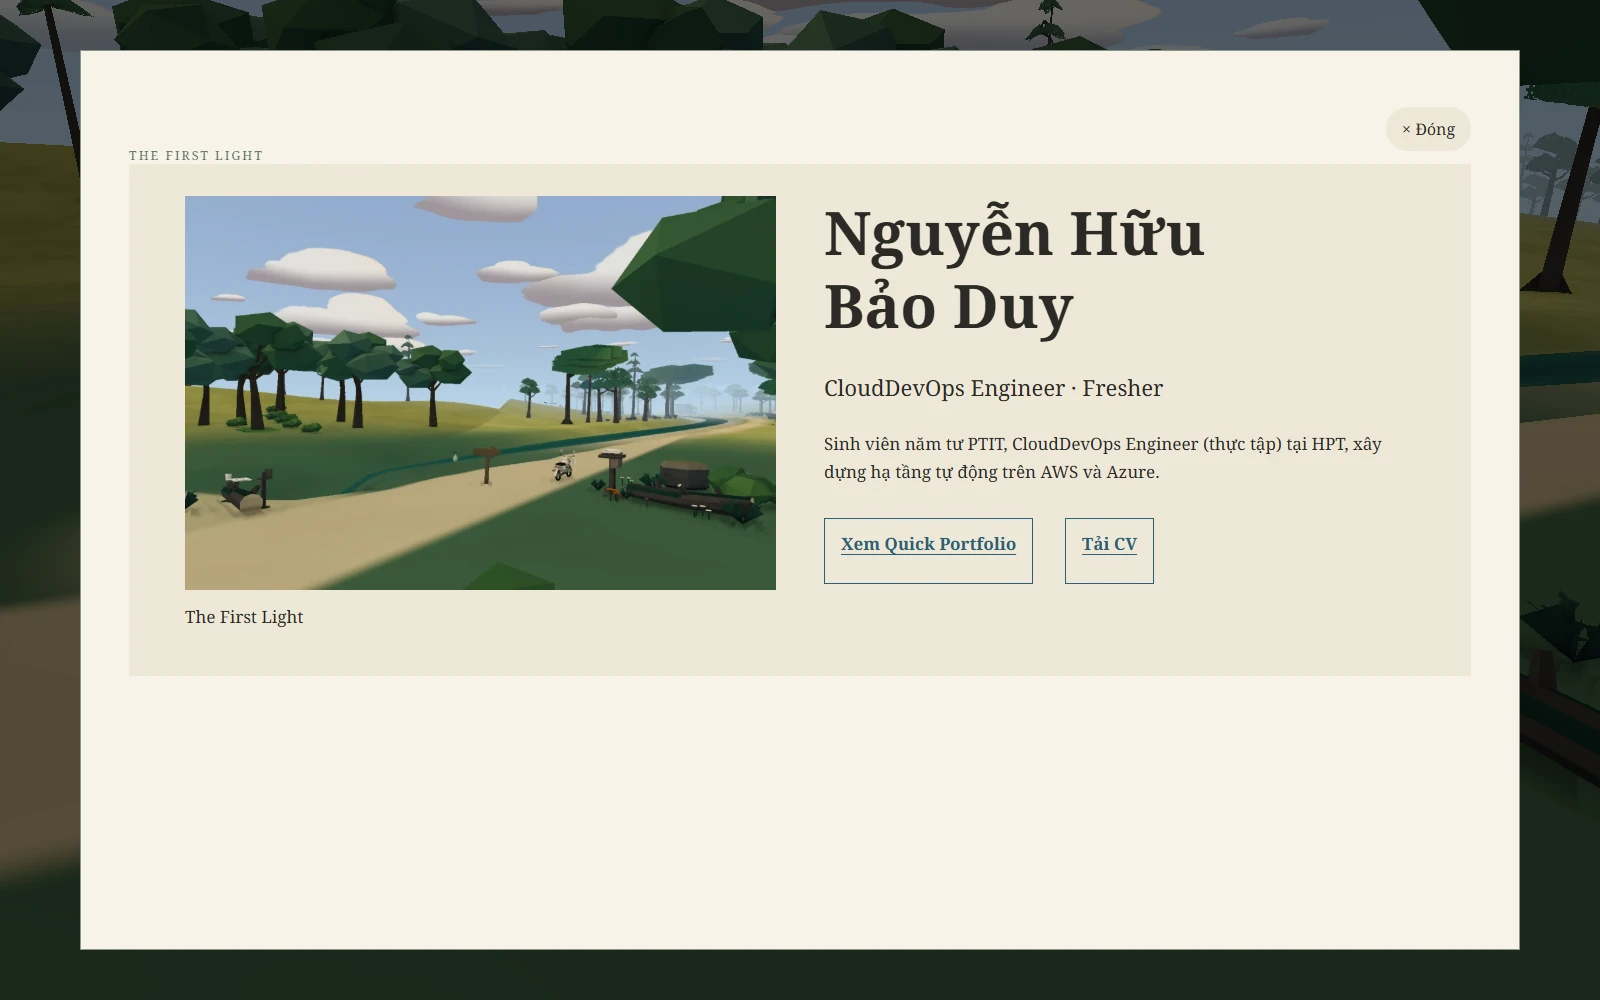 × Đóng
THE FIRST LIGHT
Nguyễn Hữu
Bảo Duy
CloudDevOps Engineer · Fresher
Sinh viên năm tư PTIT, CloudDevOps Engineer (thực tập) tại HPT, xây
dựng hạ tầng tự động trên AWS và Azure.
Xem Quick Portfolio
Tải CV
The First Light